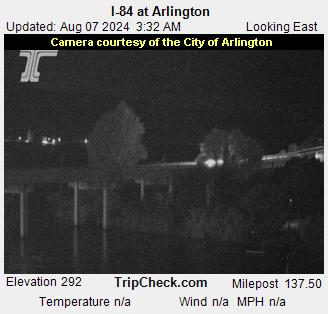 I-84 at Arlington
Updated: Aug 07 2024 3:32 AM Looking East
Camera courtesy of the City of Arlington
Elevation 292 TripCheck.com Milepost 137.50
Temperature n/a Wind n/a MPH n/a